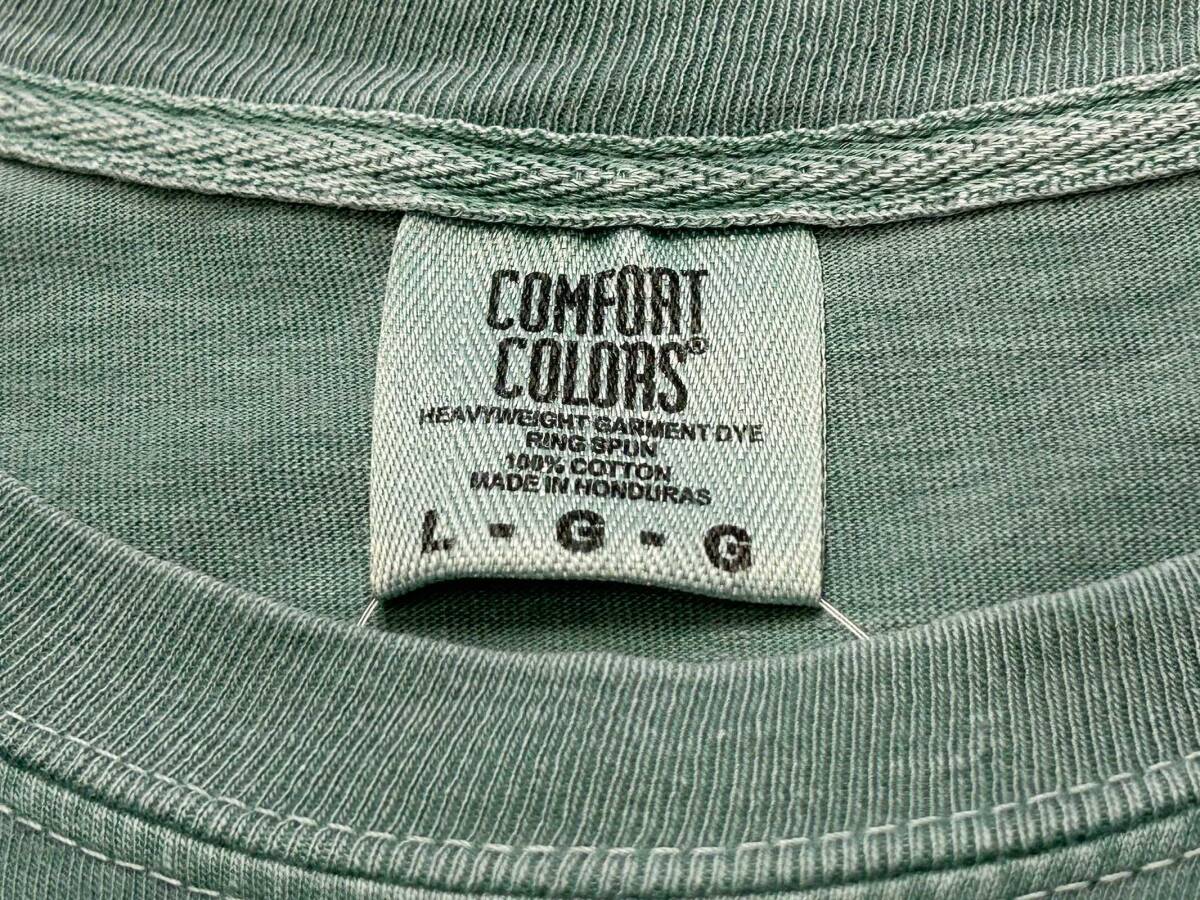 COMFORT
COLORS®
HEAVYWEIGHT GARMENT DYE
RING SPUN
100% COTTON
MADE IN HONDURAS
L - G - G